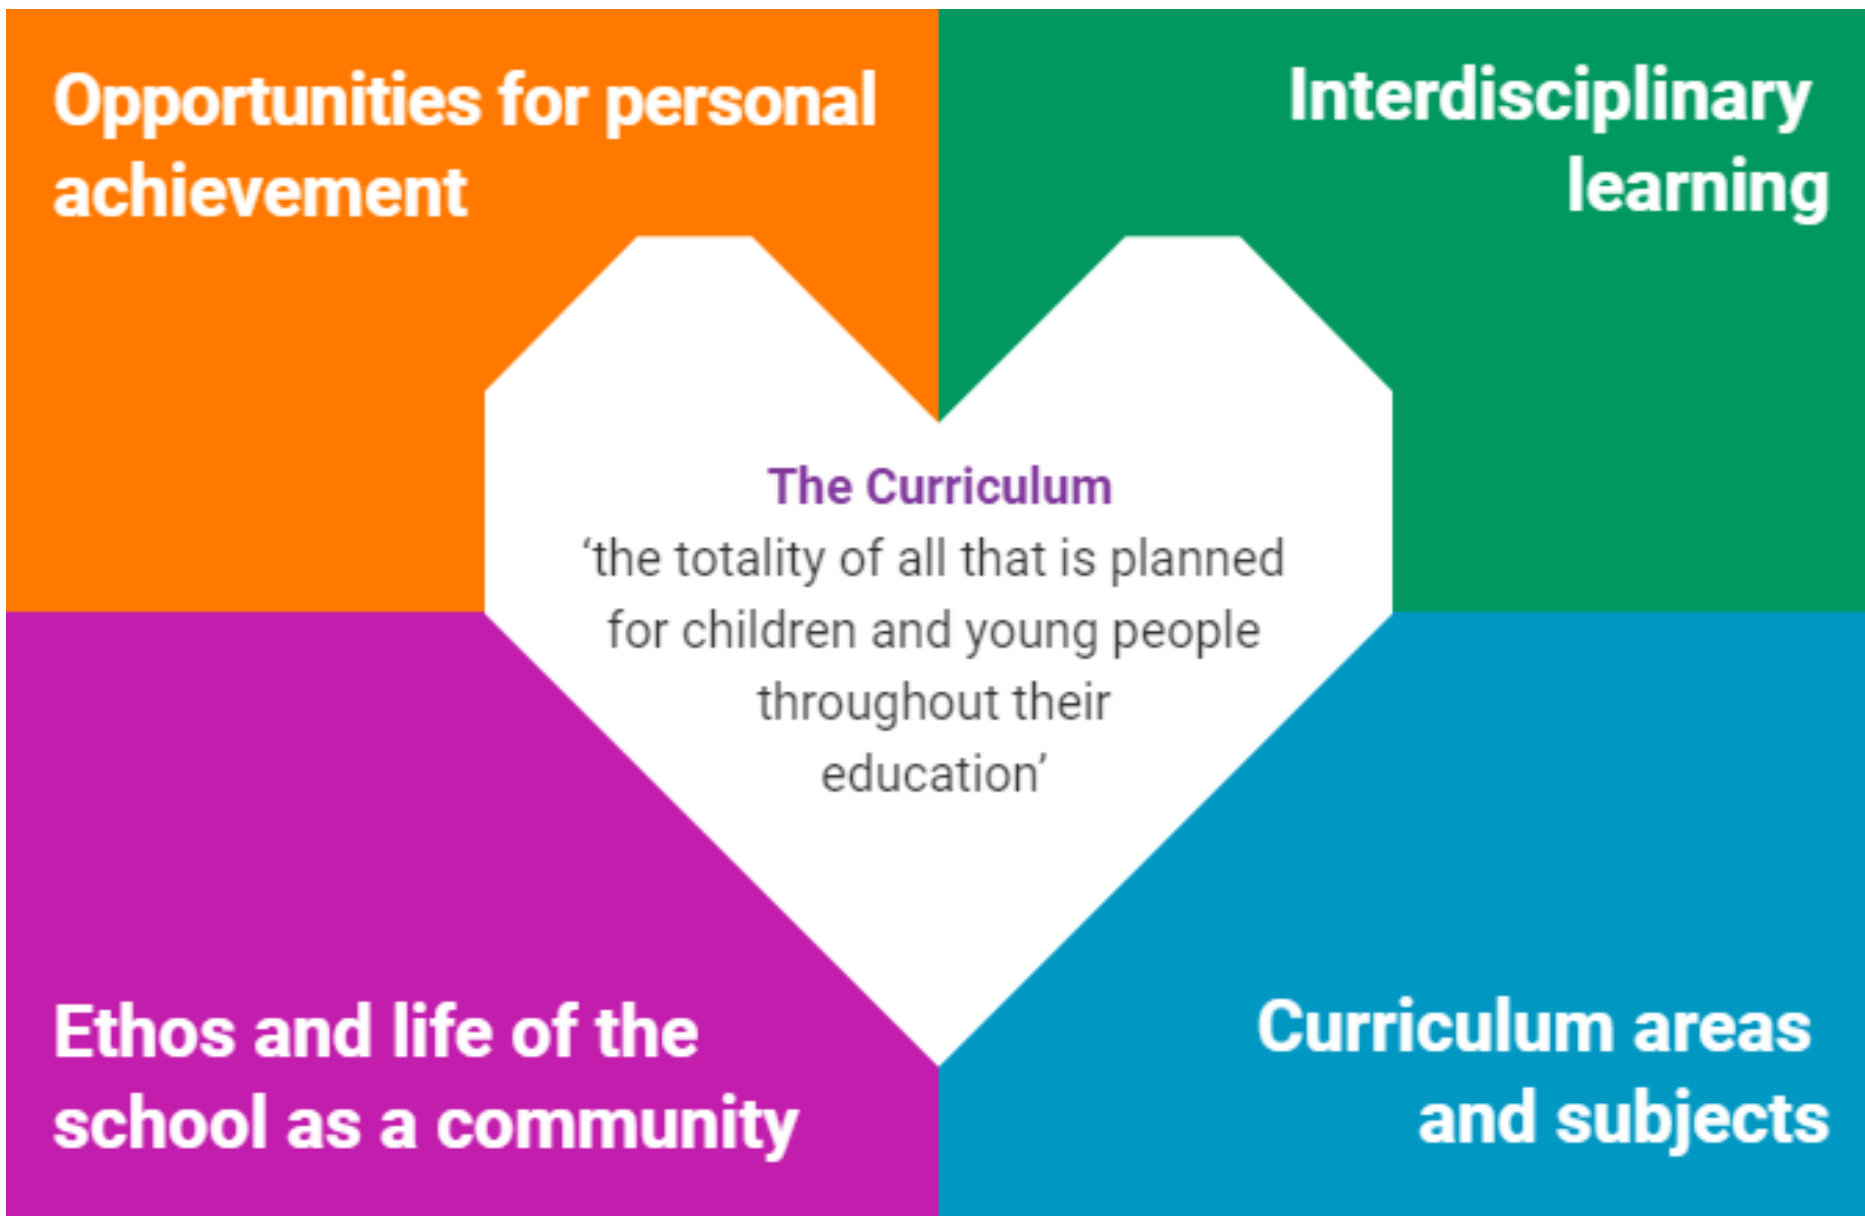 Opportunities for personal
achievement
Interdisciplinary
learning
The Curriculum
‘the totality of all that is planned
for children and young people
throughout their
education’
Ethos and life of the
school as a community
Curriculum areas
and subjects